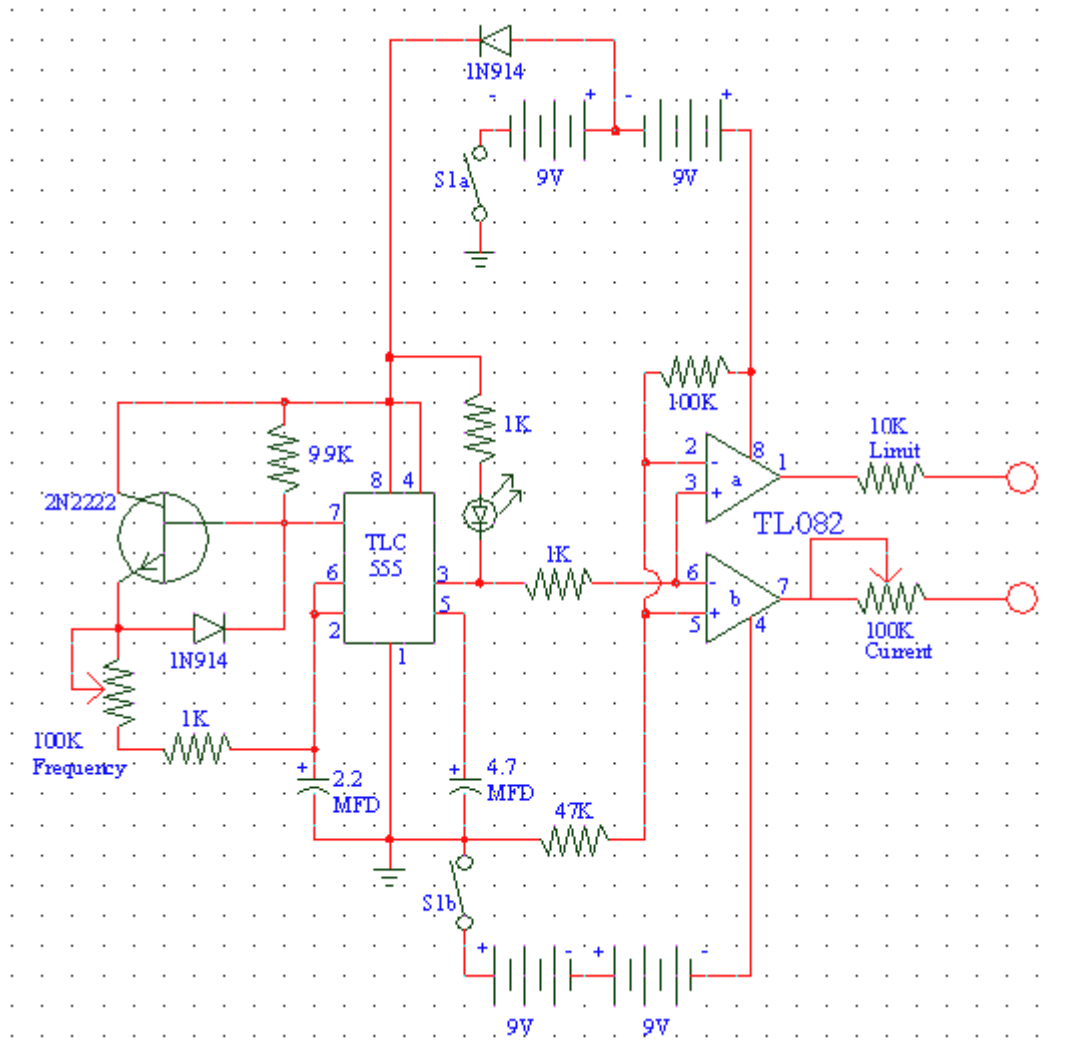 1N914
- + - +
9V 9V
S1a
100K
1K
10K
Limit
99K
8 4
2 - 8 1
2N2222
3 + a
7
TL082
TLC
555
1K
6 3
6 - 7
5
b
2
+
5 4
100K
Current
1
1N914
1K
100K
Frequency
+ 2.2
MFD
+ 4.7
MFD
47K
S1b
+ - + -
9V 9V